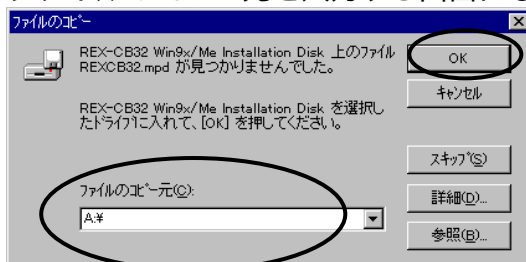 ファイルのコピー
REX-CB32 Win9x/Me Installation Disk 上のファイル
REXCB32.mpd が見つかりませんでした。
REX-CB32 Win9x/Me Installation Disk を選択し
たドライブに入れて、[OK] を押してください。
ファイルのコピー元(C):
A:¥
OK
キャンセル
スキップ(S)
詳細(D)...
参照(B)...